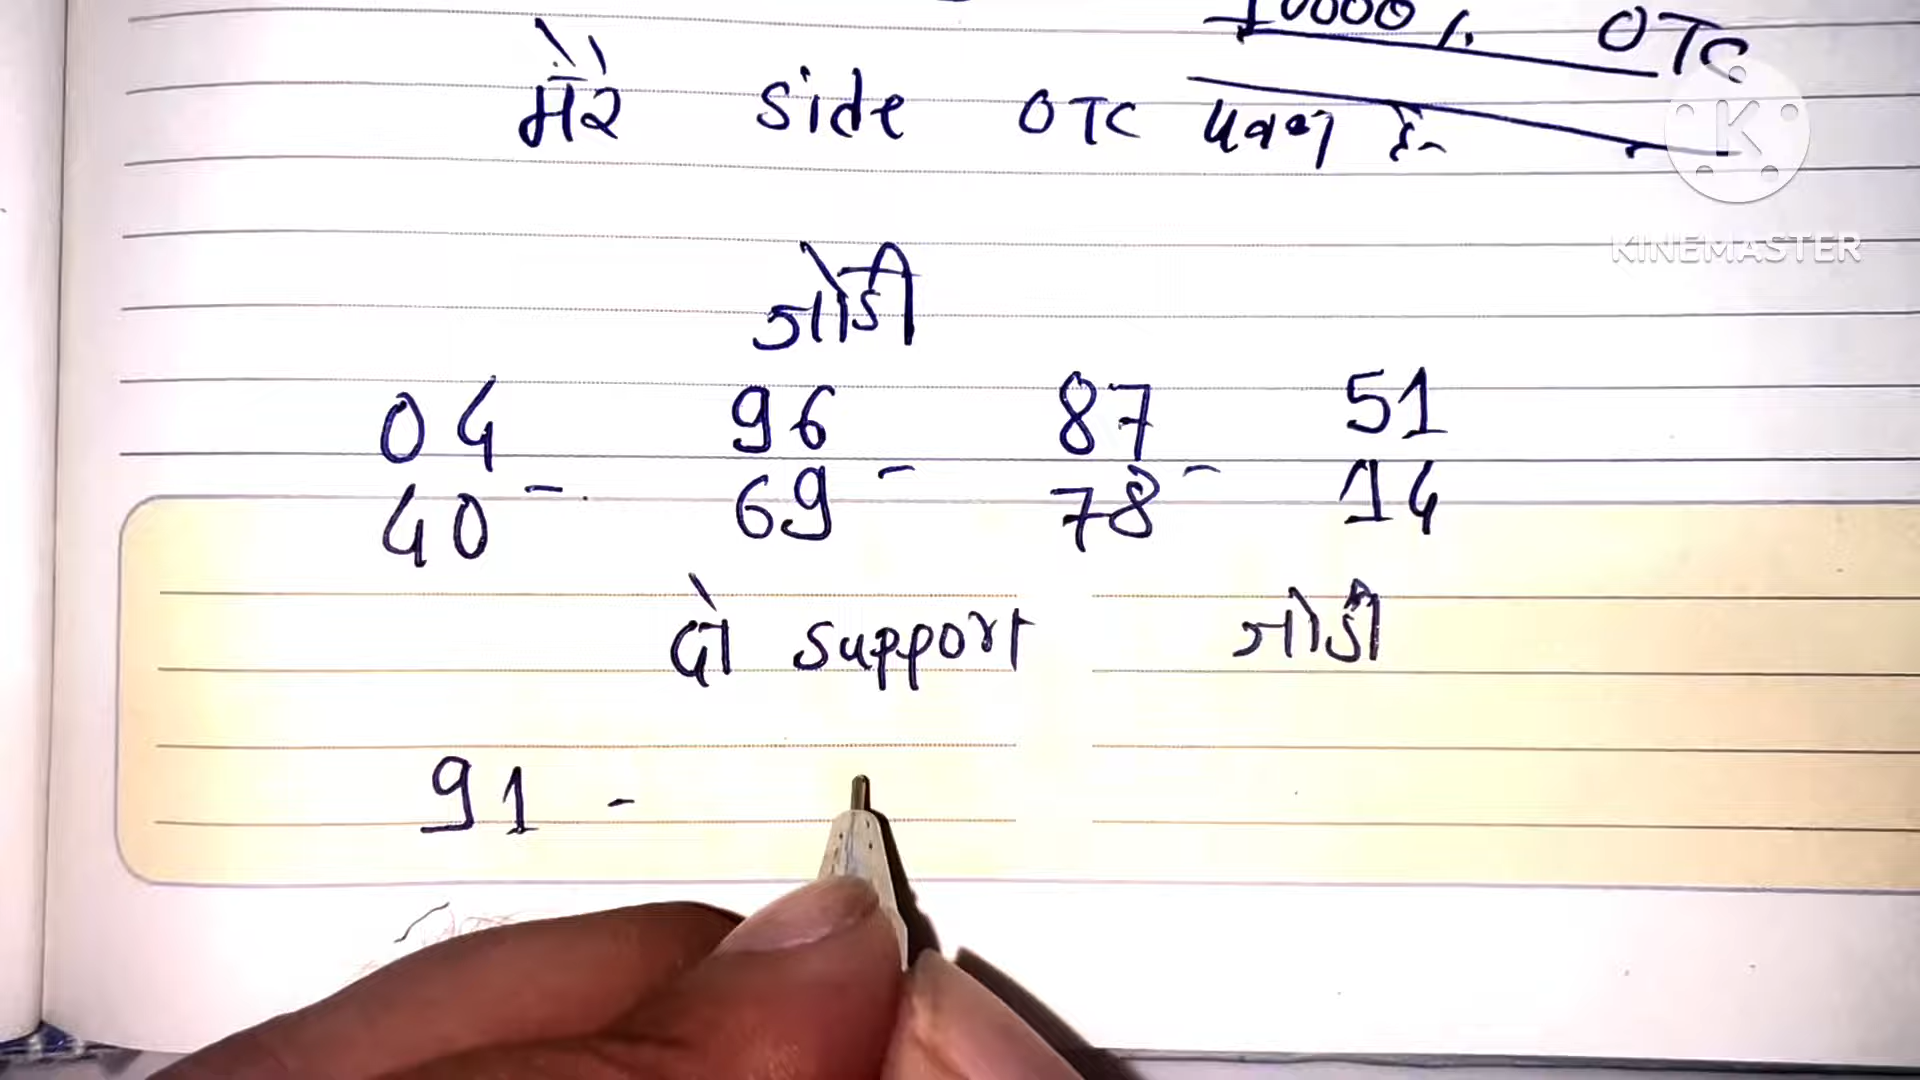 10000 /. OTC
मेरे side OTC पक्का है
KINEMASTER
जोडी
04 96 87 51
40 - 69 - 78 - 14
दो support जोडी
91 -